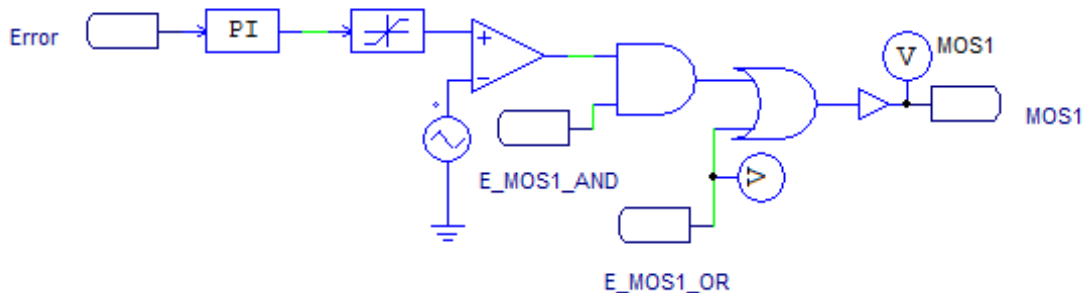 Error
PI
+
−
V
MOS1
MOS1
E_MOS1_AND
V
E_MOS1_OR